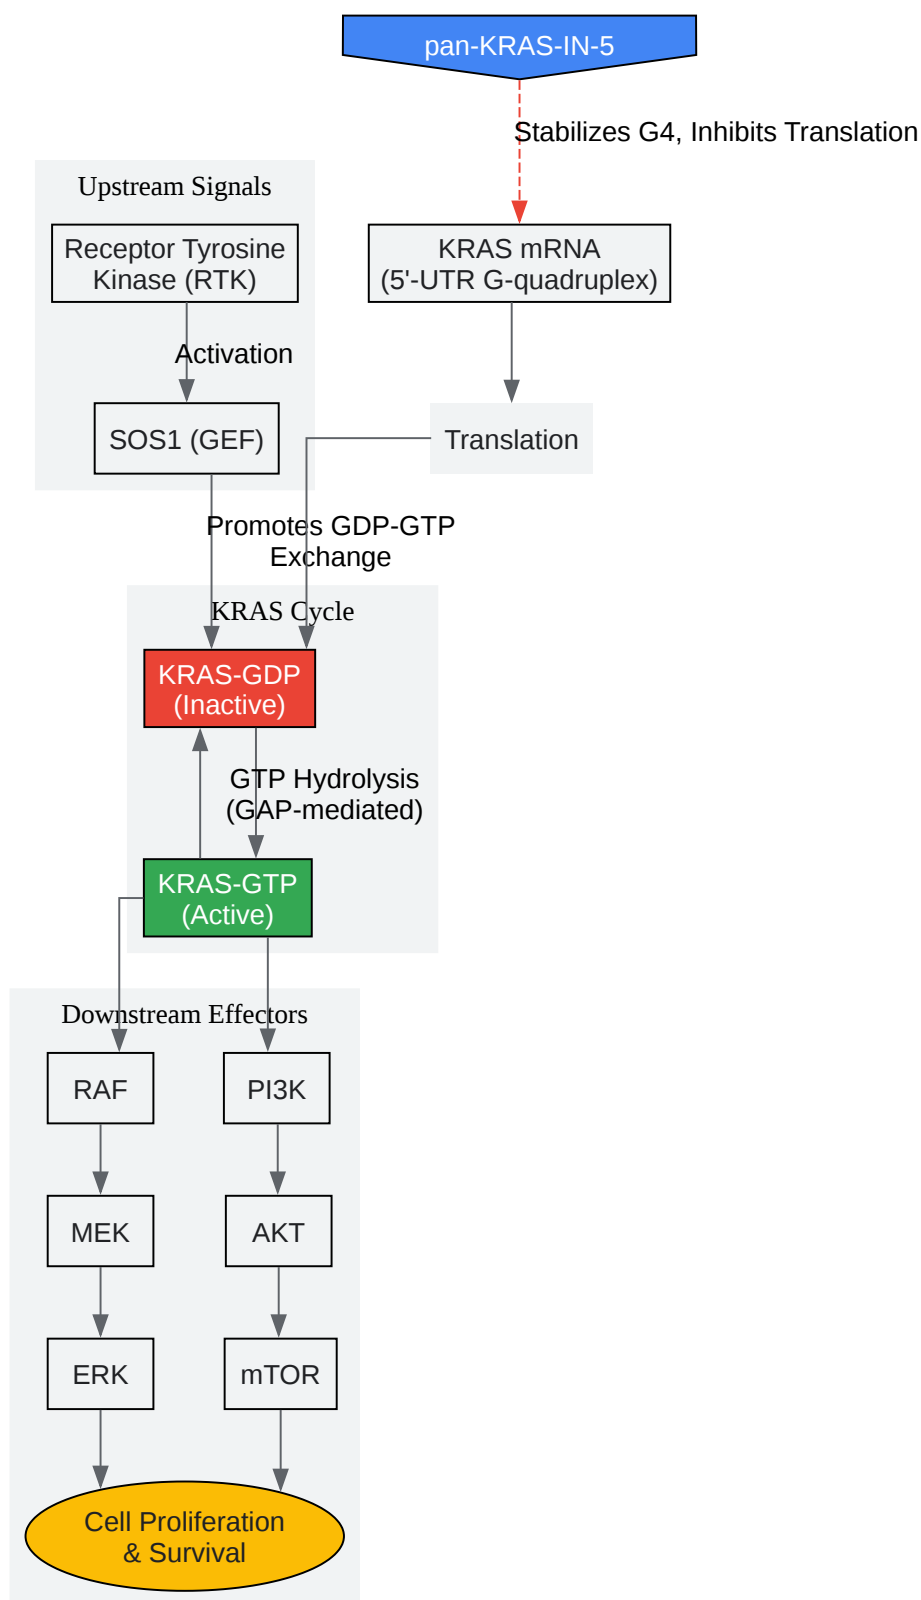 pan-KRAS-IN-5
Stabilizes G4, Inhibits Translation
Upstream Signals
Receptor Tyrosine
Kinase (RTK)
KRAS mRNA
(5'-UTR G-quadruplex)
Activation
SOS1 (GEF)
Translation
Promotes GDP-GTP
Exchange
KRAS Cycle
KRAS-GDP
(Inactive)
GTP Hydrolysis
(GAP-mediated)
KRAS-GTP
(Active)
Downstream Effectors
RAF
PI3K
MEK
AKT
ERK
mTOR
Cell Proliferation
& Survival